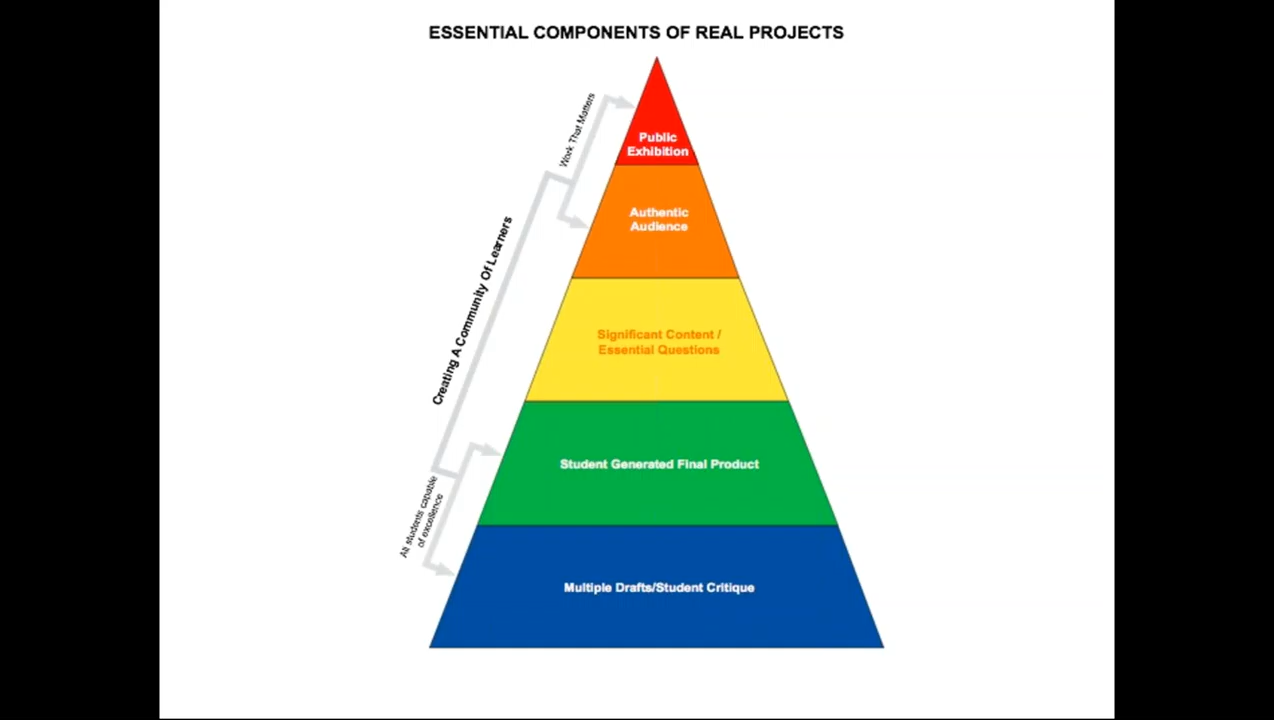 ESSENTIAL COMPONENTS OF REAL PROJECTS
Work That Matters
Public
Exhibition
Authentic
Audience
Creating A Community Of Learners
Significant Content /
Essential Questions
Student Generated Final Product
All students capable
of excellence
Multiple Drafts/Student Critique